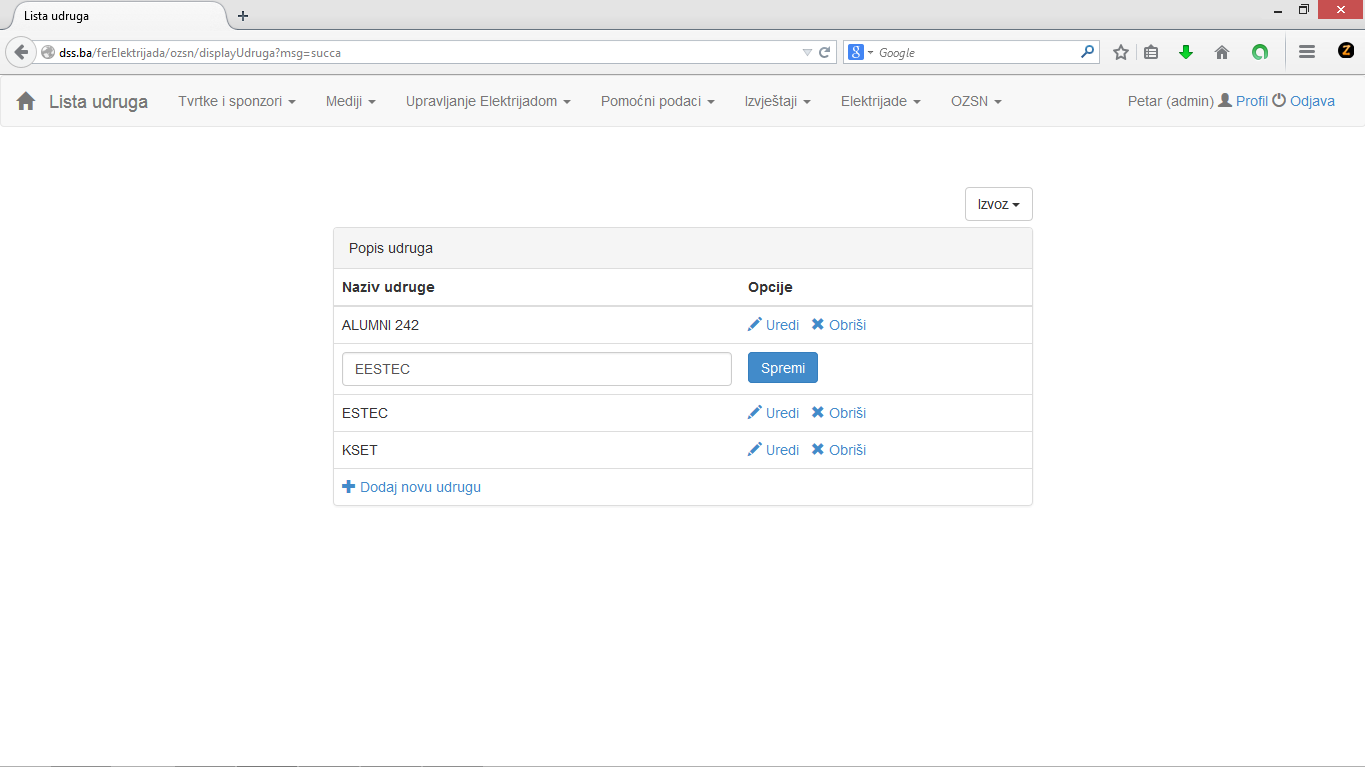 Lista udruga
dss.ba/ferElektrijada/ozsn/displayUdruga?msg=succa
Google
Lista udruga Tvrtke i sponzori Mediji Upravljanje Elektrijadom Pomoćni podaci Izvještaji Elektrijade OZSN Petar (admin) Profil Odjava
Izvoz
Popis udruga
Naziv udruge Opcije
ALUMNI 242 Uredi Obriši
EESTEC Spremi
ESTEC Uredi Obriši
KSET Uredi Obriši
Dodaj novu udrugu